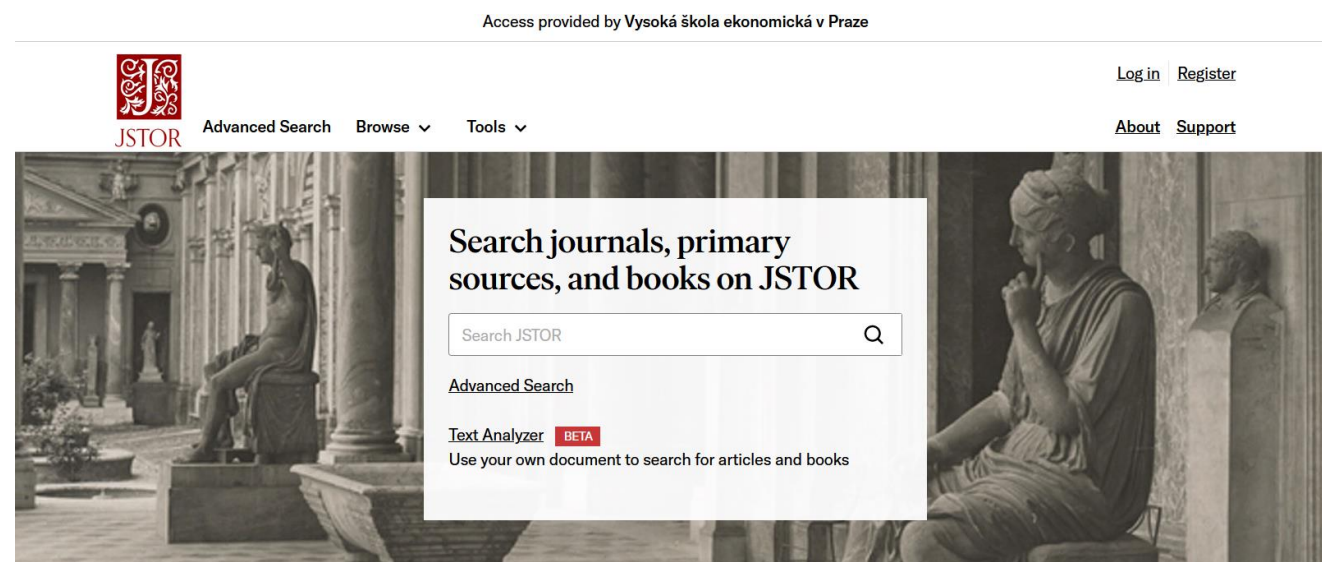 Access provided by Vysoká škola ekonomická v Praze
Log in Register
JSTOR
Advanced Search Browse Tools
About Support
Search journals, primary
sources, and books on JSTOR
Search JSTOR
Advanced Search
Text Analyzer BETA
Use your own document to search for articles and books